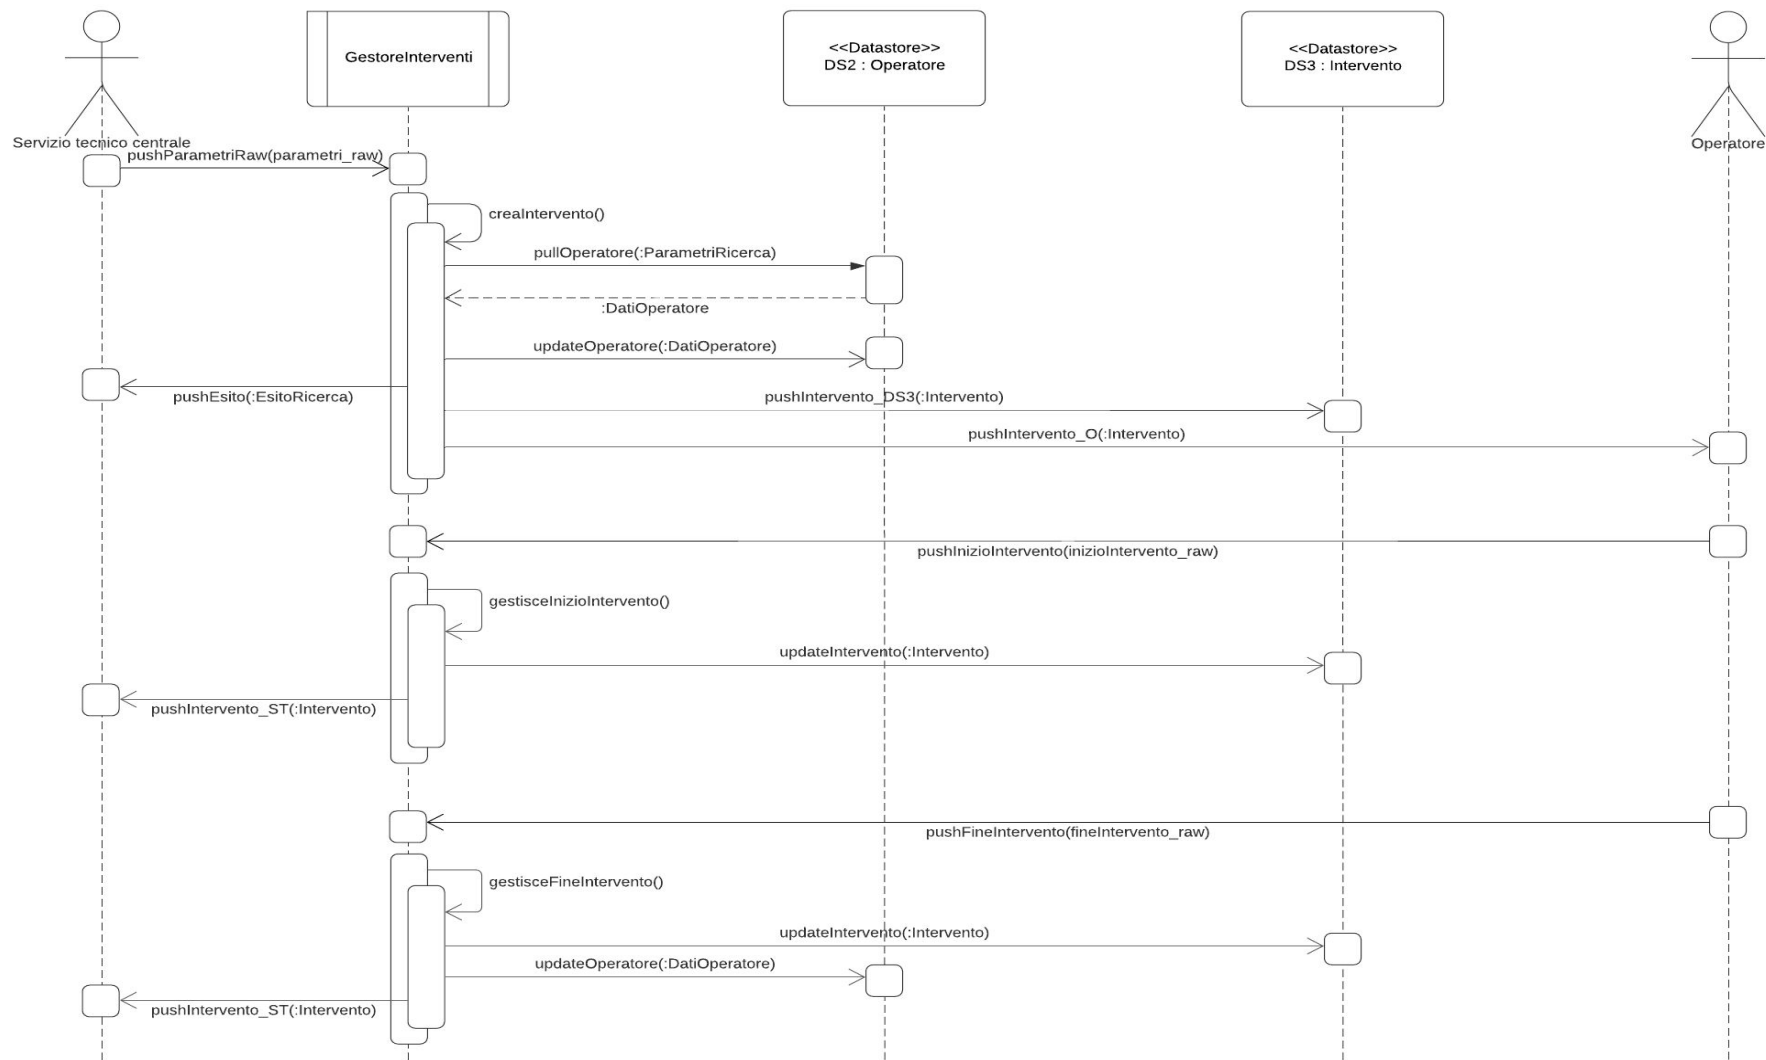 GestoreInterventi
<<Datastore>>
DS2 : Operatore
<<Datastore>>
DS3 : Intervento
Servizio tecnico centrale
Operatore
pushParametriRaw(parametri_raw)
creaIntervento()
pullOperatore(:ParametriRicerca)
:DatiOperatore
updateOperatore(:DatiOperatore)
pushEsito(:EsitoRicerca)
pushIntervento_DS3(:Intervento)
pushIntervento_O(:Intervento)
pushInizioIntervento(inizioIntervento_raw)
gestisceInizioIntervento()
updateIntervento(:Intervento)
pushIntervento_ST(:Intervento)
pushFineIntervento(fineIntervento_raw)
gestisceFineIntervento()
updateIntervento(:Intervento)
updateOperatore(:DatiOperatore)
pushIntervento_ST(:Intervento)